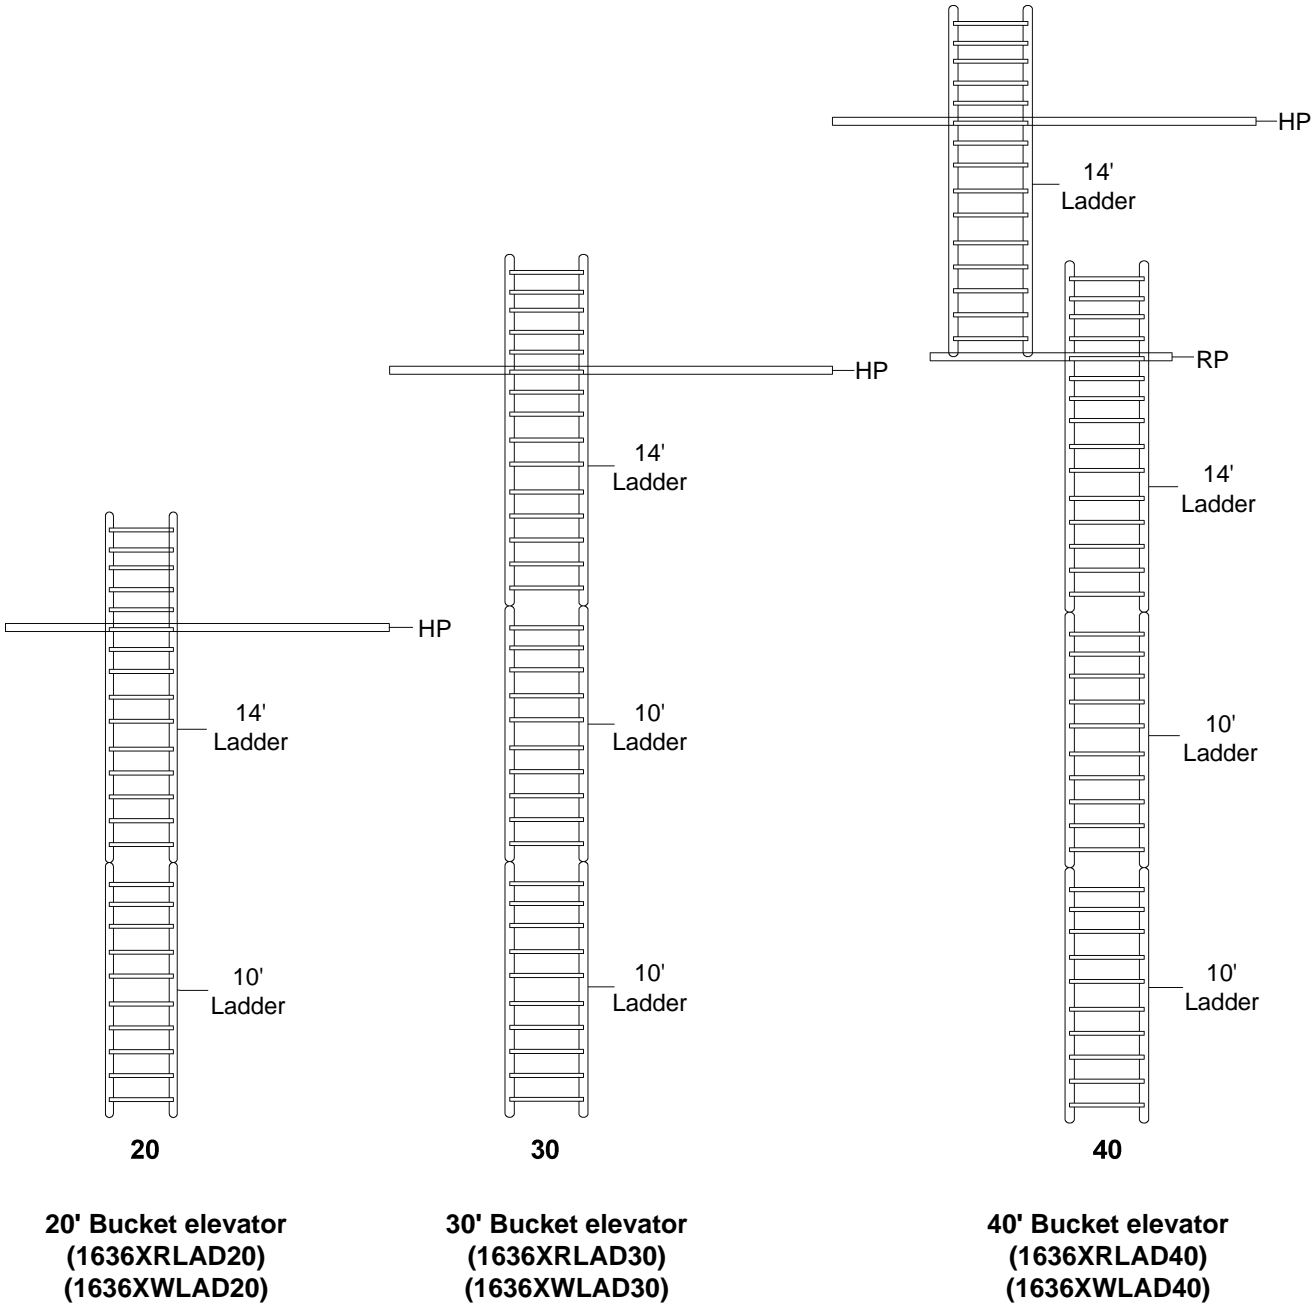 HP
14'
Ladder
10'
Ladder
20
20' Bucket elevator
(1636XRLAD20)
(1636XWLAD20)
HP
14'
Ladder
10'
Ladder
10'
Ladder
30
30' Bucket elevator
(1636XRLAD30)
(1636XWLAD30)
HP
14'
Ladder
RP
14'
Ladder
10'
Ladder
10'
Ladder
40
40' Bucket elevator
(1636XRLAD40)
(1636XWLAD40)